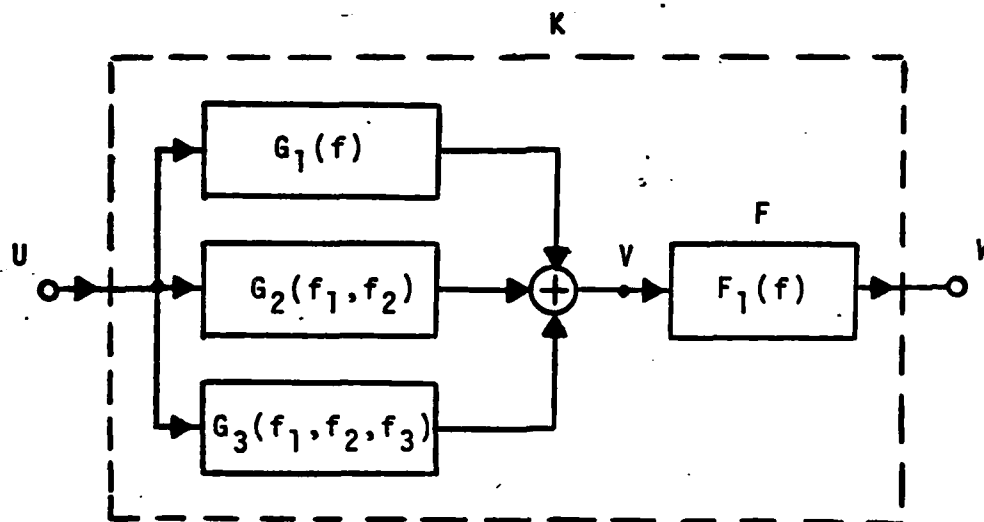 K
G₁(f)
F
U
V
G₂(f₁,f₂)
F₁(f)
G₃(f₁,f₂,f₃)